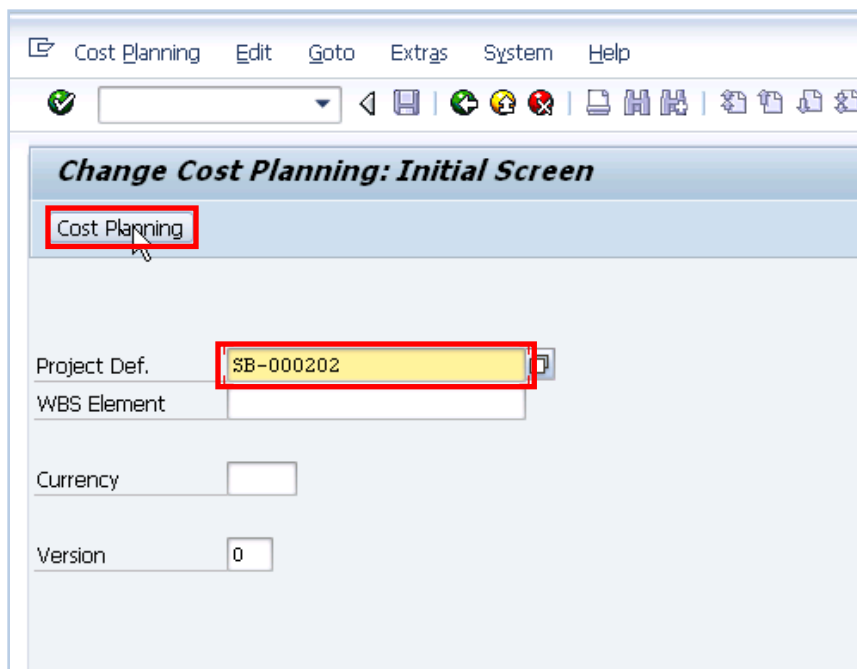 Cost Planning Edit Goto Extras System Help
Change Cost Planning: Initial Screen
Cost Planning
Project Def. SB-000202
WBS Element
Currency
Version 0